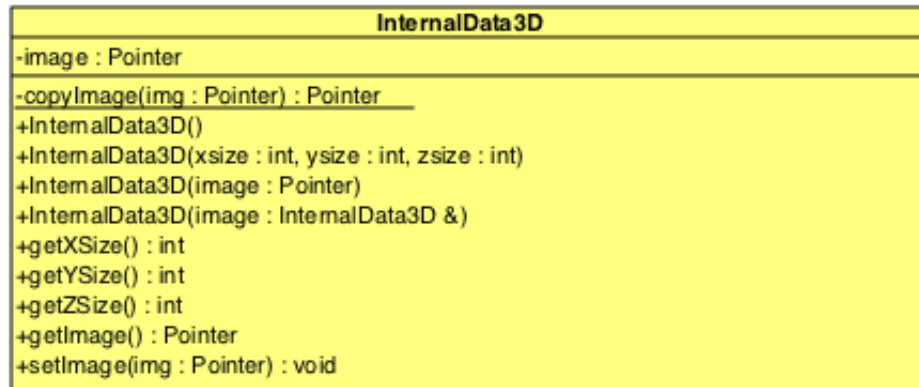 InternalData3D
-image : Pointer
-copyImage(img : Pointer) : Pointer
+InternalData3D()
+InternalData3D(xsize : int, ysize : int, zsize : int)
+InternalData3D(image : Pointer)
+InternalData3D(image : InternalData3D &)
+getXSize() : int
+getYSize() : int
+getZSize() : int
+getImage() : Pointer
+setImage(img : Pointer) : void